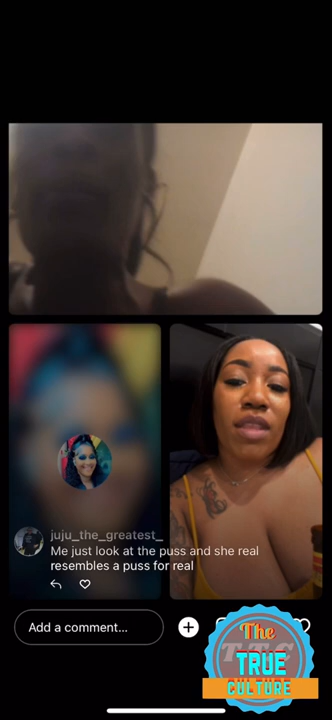 juju_the_greatest_
Me just look at the puss and she real
resembles a puss for real
Add a comment...
The
T.T.C
TRUE
CULTURE